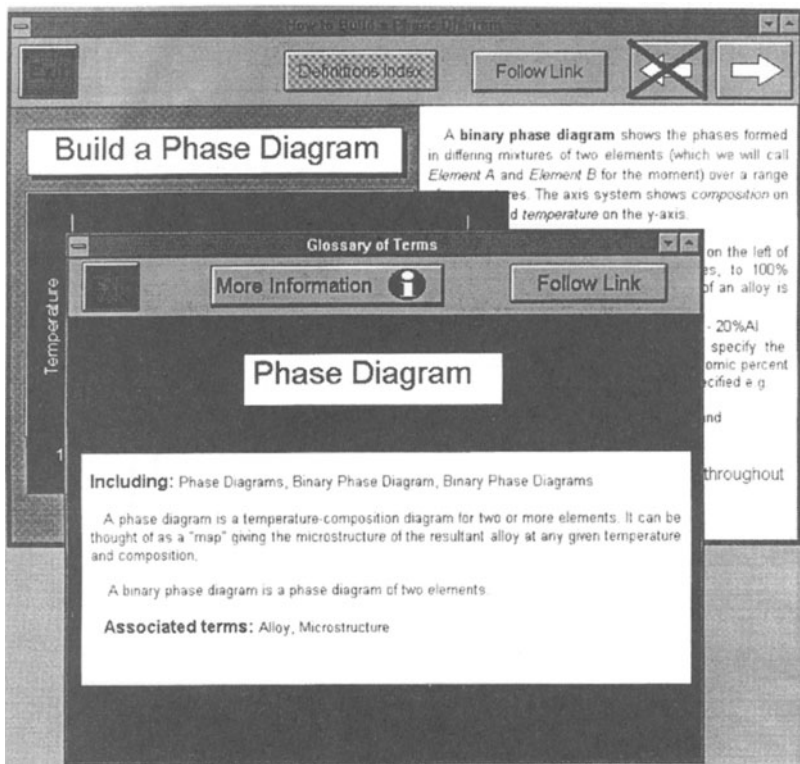 How to Build a Phase Diagram
Exit
Definitions Index
Follow Link
Build a Phase Diagram
A binary phase diagram shows the phases formed
in differing mixtures of two elements (which we will call
Element A and Element B for the moment) over a range
res. The axis system shows composition on
d temperature on the y-axis.
on the left of
es, to 100%
of an alloy is
- 20%Al
specify the
omic percent
cified e.g.
and
throughout
Temperature
1
Glossary of Terms
More Information i
Follow Link
Phase Diagram
Including: Phase Diagrams, Binary Phase Diagram, Binary Phase Diagrams
A phase diagram is a temperature-composition diagram for two or more elements. It can be
thought of as a "map" giving the microstructure of the resultant alloy at any given temperature
and composition.
A binary phase diagram is a phase diagram of two elements.
Associated terms: Alloy, Microstructure